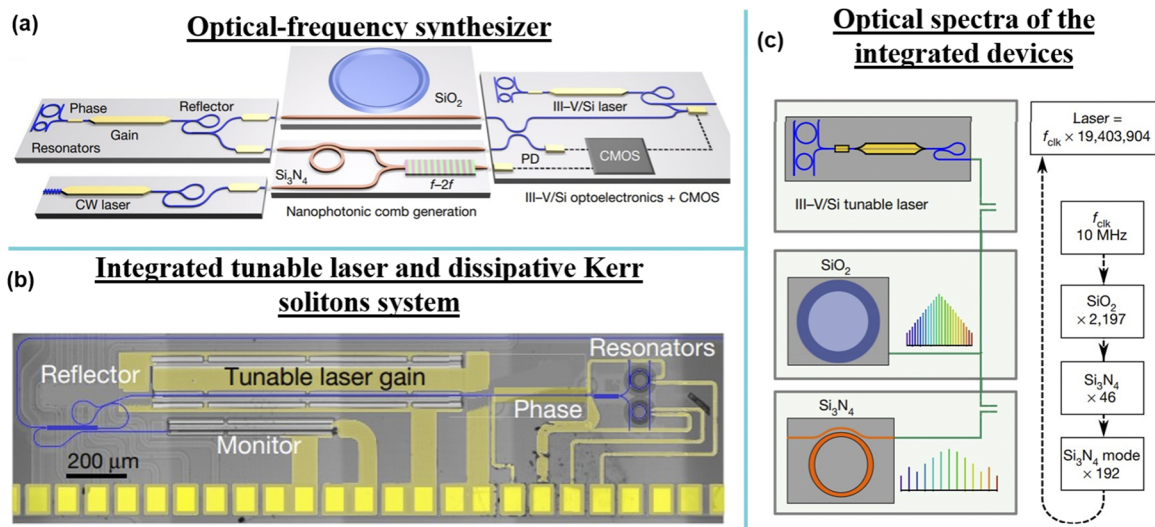 (a)
Optical-frequency synthesizer
Phase
Reflector
Gain
Resonators
CW laser
SiO₂
Si₃N₄
f–2f
Nanophotonic comb generation
III–V/Si laser
PD
CMOS
III–V/Si optoelectronics + CMOS
(b)
Integrated tunable laser and dissipative Kerr
solitons system
Reflector
Tunable laser gain
Resonators
Phase
Monitor
200 μm
(c)
Optical spectra of the
integrated devices
III–V/Si tunable laser
SiO₂
Si₃N₄
Laser =
f_clk × 19,403,904
f_clk
10 MHz
SiO₂
× 2,197
Si₃N₄
× 46
Si₃N₄ mode
× 192